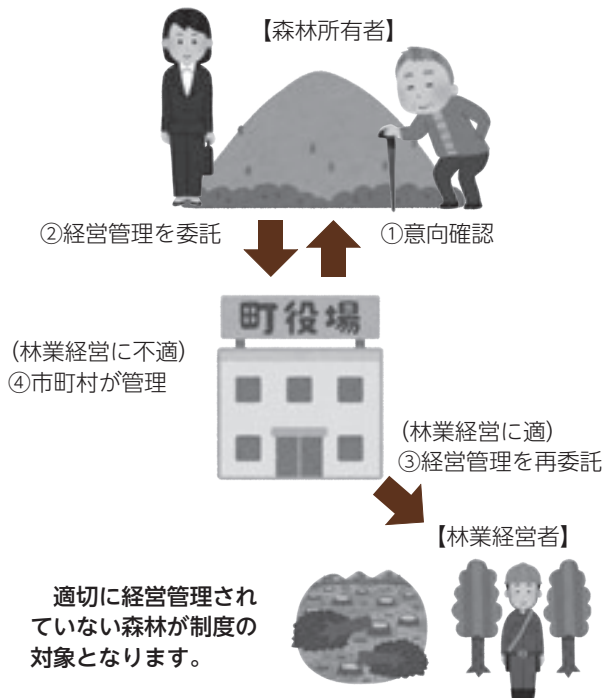 【森林所有者】
②経営管理を委託
①意向確認
町役場
(林業経営に不適)
④市町村が管理
(林業経営に適)
③経営管理を再委託
【林業経営者】
適切に経営管理され
ていない森林が制度の
対象となります。